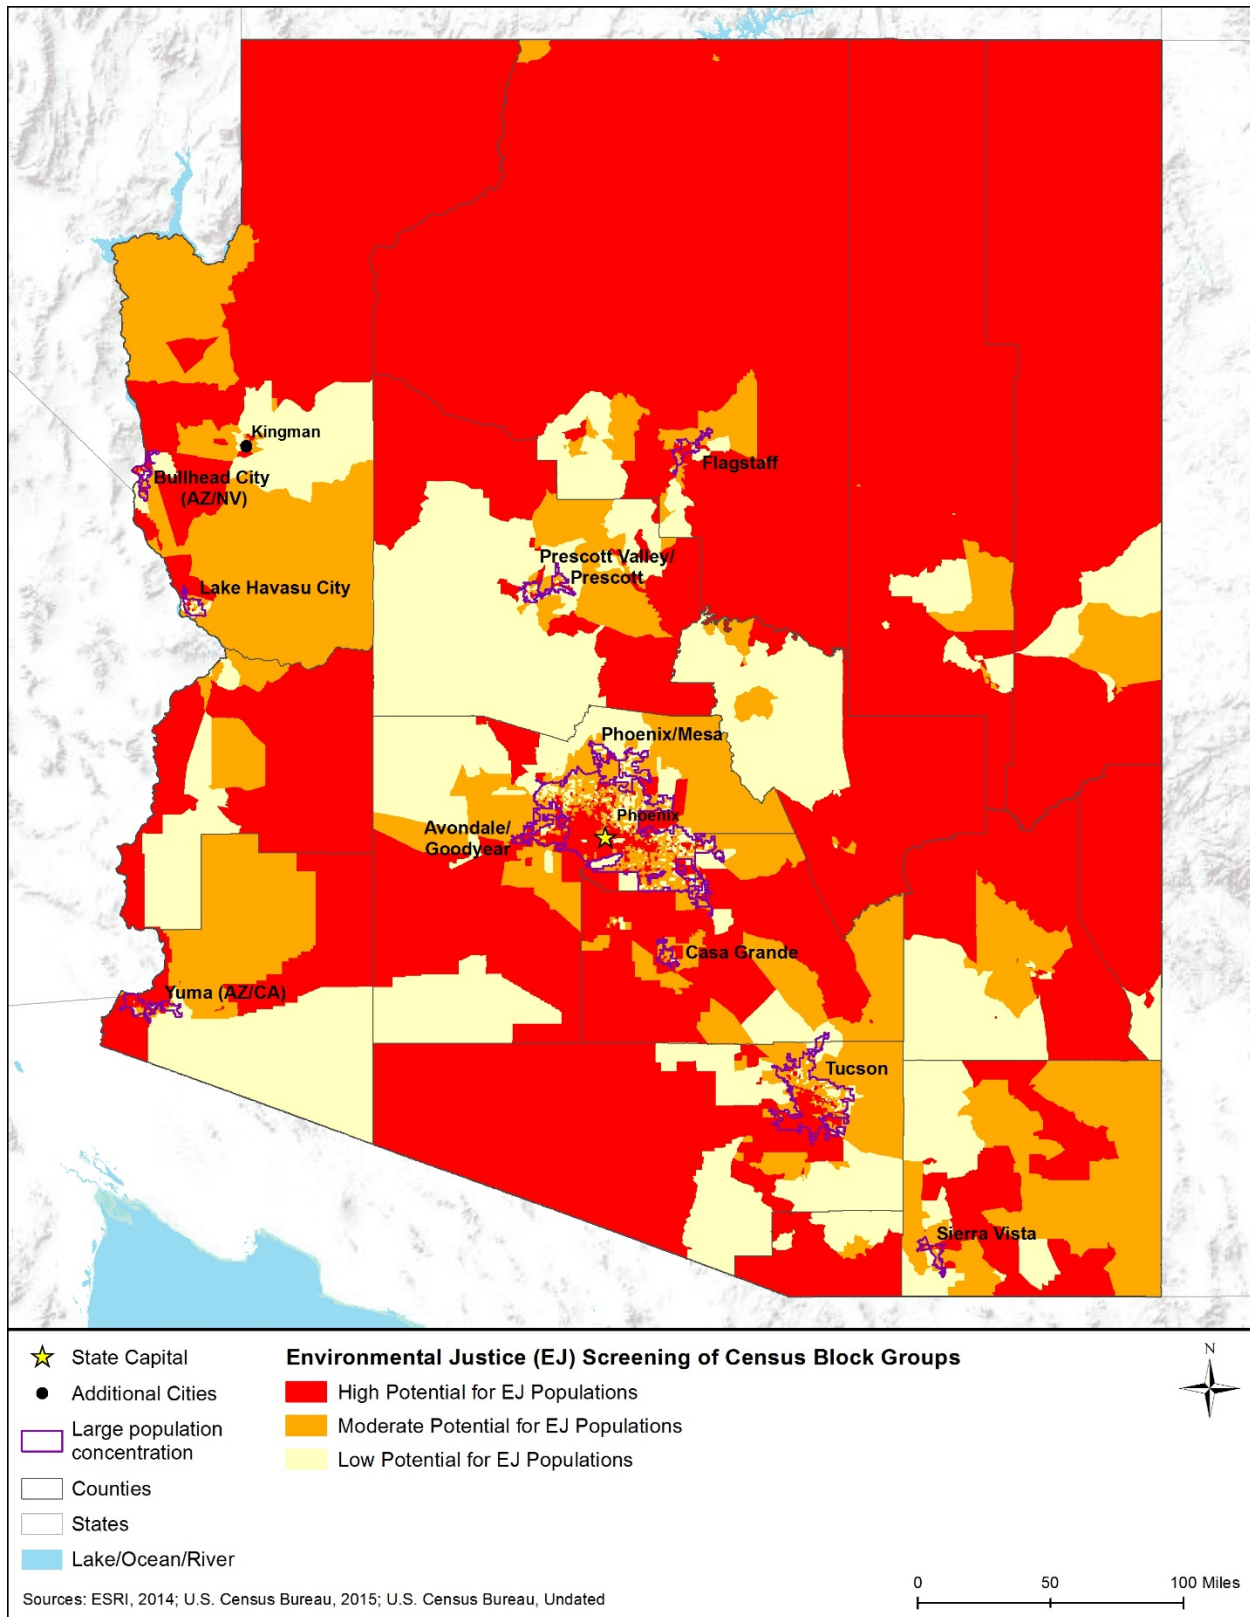 Kingman
Bullhead City
(AZ/NV)
Flagstaff
Prescott Valley/
Prescott
Lake Havasu City
Phoenix/Mesa
Phoenix
Avondale/
Goodyear
Casa Grande
Yuma (AZ/CA)
Tucson
Sierra Vista
State Capital
Additional Cities
Large population
concentration
Counties
States
Lake/Ocean/River
Environmental Justice (EJ) Screening of Census Block Groups
High Potential for EJ Populations
Moderate Potential for EJ Populations
Low Potential for EJ Populations
N
0 50 100 Miles
Sources: ESRI, 2014; U.S. Census Bureau, 2015; U.S. Census Bureau, Undated